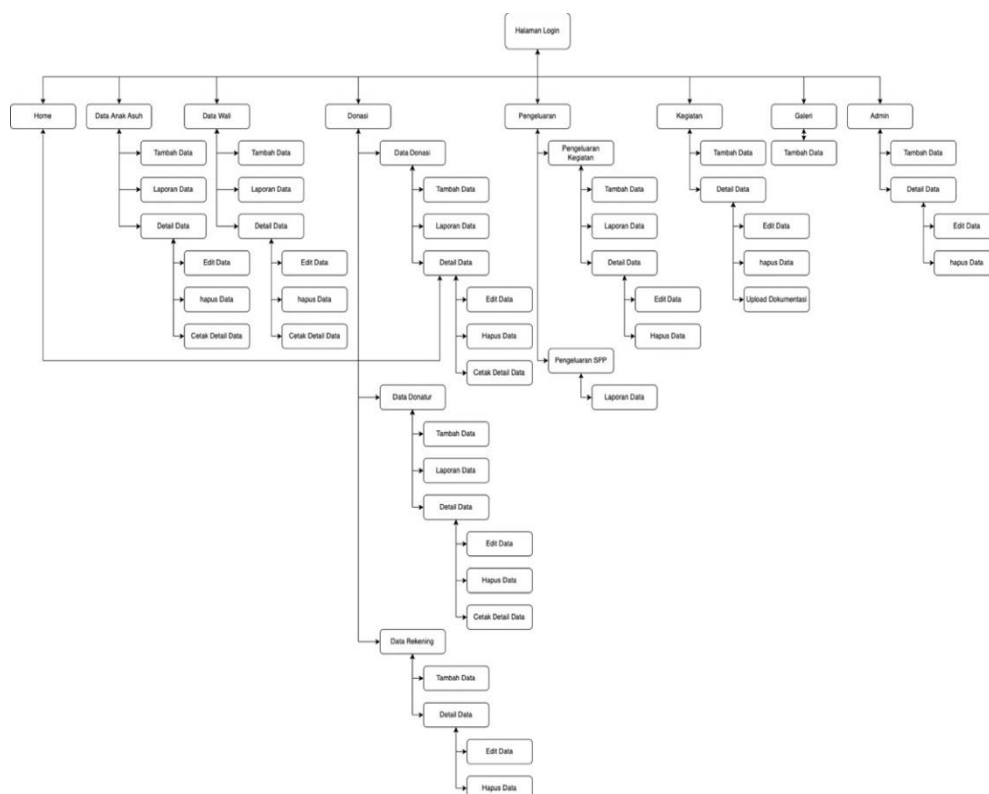 Halaman Login
Home
Data Anak Asuh
Data Wali
Donasi
Pengeluaran
Kegiatan
Galeri
Admin
Tambah Data
Laporan Data
Detail Data
Edit Data
hapus Data
Cetak Detail Data
Tambah Data
Laporan Data
Detail Data
Edit Data
hapus Data
Cetak Detail Data
Data Donasi
Tambah Data
Laporan Data
Detail Data
Edit Data
Hapus Data
Cetak Detail Data
Data Donatur
Tambah Data
Laporan Data
Detail Data
Edit Data
Hapus Data
Cetak Detail Data
Data Rekening
Tambah Data
Detail Data
Edit Data
Hapus Data
Pengeluaran
Kegiatan
Tambah Data
Laporan Data
Detail Data
Edit Data
Hapus Data
Pengeluaran SPP
Laporan Data
Tambah Data
Detail Data
Edit Data
hapus Data
Upload Dokumentasi
Tambah Data
Tambah Data
Detail Data
Edit Data
hapus Data